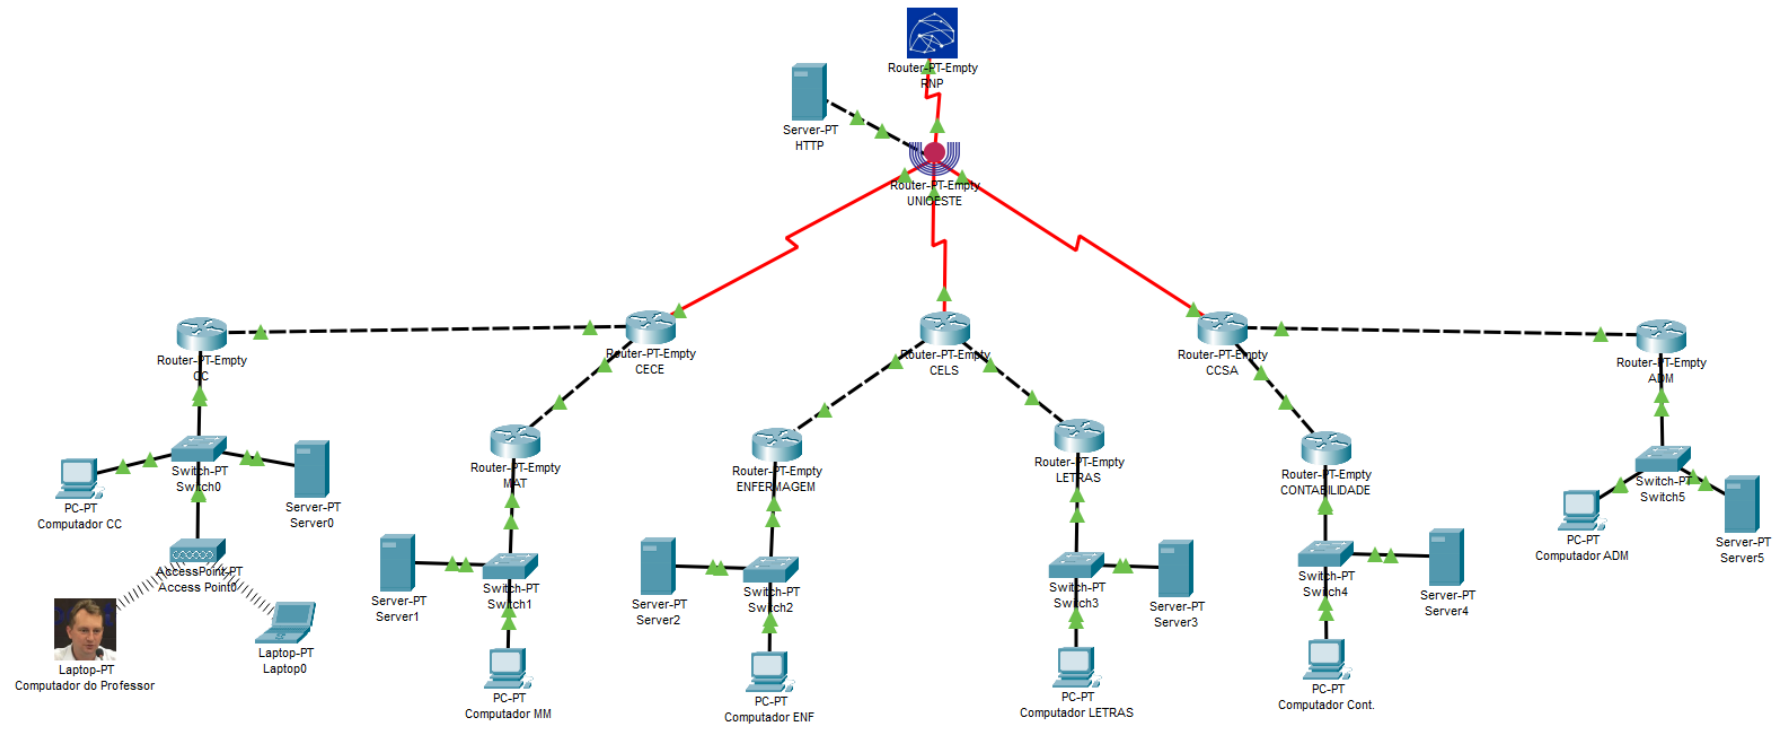 Router-PT-Empty
RNP
Server-PT
HTTP
Router-PT-Empty
UNIOESTE
Router-PT-Empty
CC
Router-PT-Empty
CECE
Router-PT-Empty
CELS
Router-PT-Empty
CCSA
Router-PT-Empty
ADM
Router-PT-Empty
MAT
Router-PT-Empty
ENFERMAGEM
Router-PT-Empty
LETRAS
Router-PT-Empty
CONTABILIDADE
Switch-PT
Switch0
PC-PT
Computador CC
Server-PT
Server0
Switch-PT
Switch5
PC-PT
Computador ADM
Server-PT
Server5
AccessPoint-PT
Access Point0
Server-PT
Server1
Switch-PT
Switch1
Server-PT
Server2
Switch-PT
Switch2
Switch-PT
Switch3
Server-PT
Server3
Switch-PT
Switch4
Server-PT
Server4
Laptop-PT
Computador do Professor
Laptop-PT
Laptop0
PC-PT
Computador MM
PC-PT
Computador ENF
PC-PT
Computador LETRAS
PC-PT
Computador Cont.